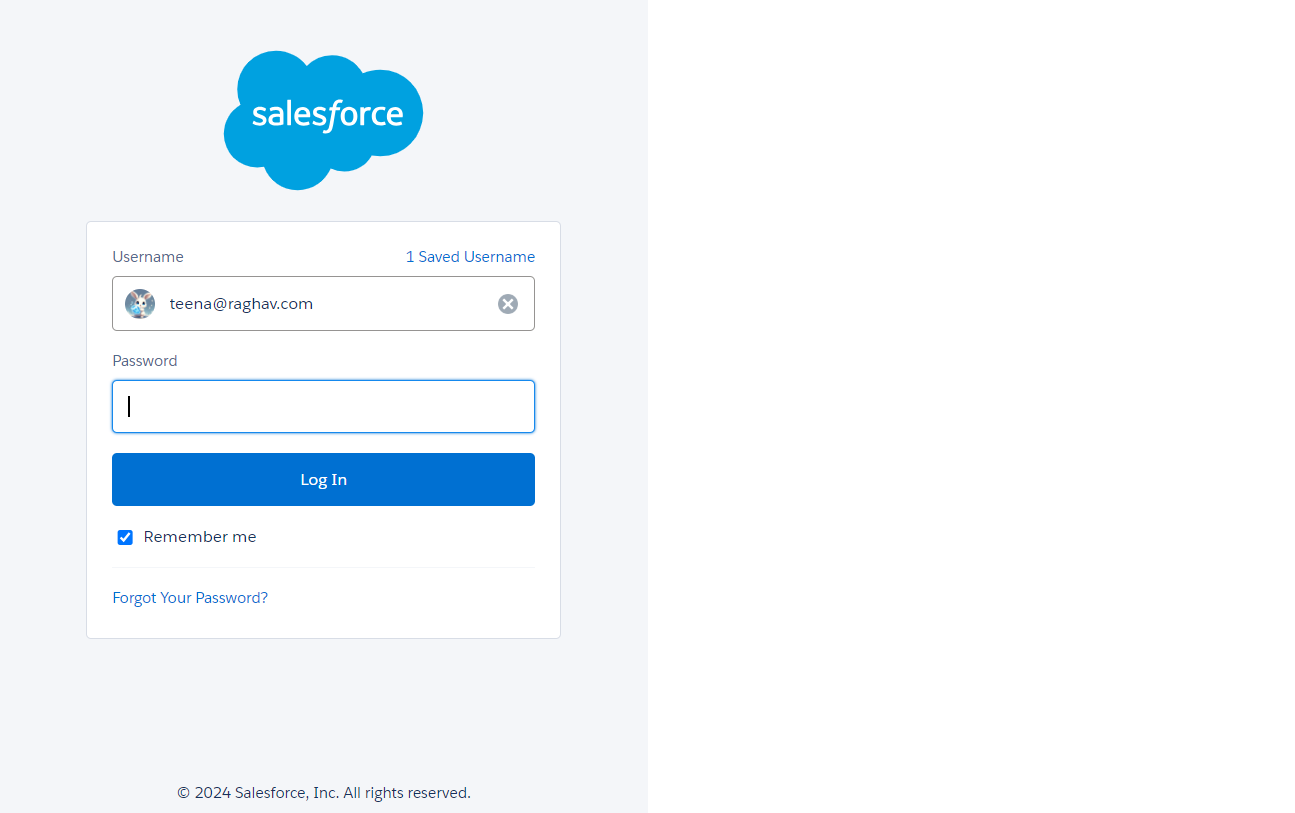 salesforce
Username 1 Saved Username
teena@raghav.com
Password
Log In
Remember me
Forgot Your Password?
© 2024 Salesforce, Inc. All rights reserved.